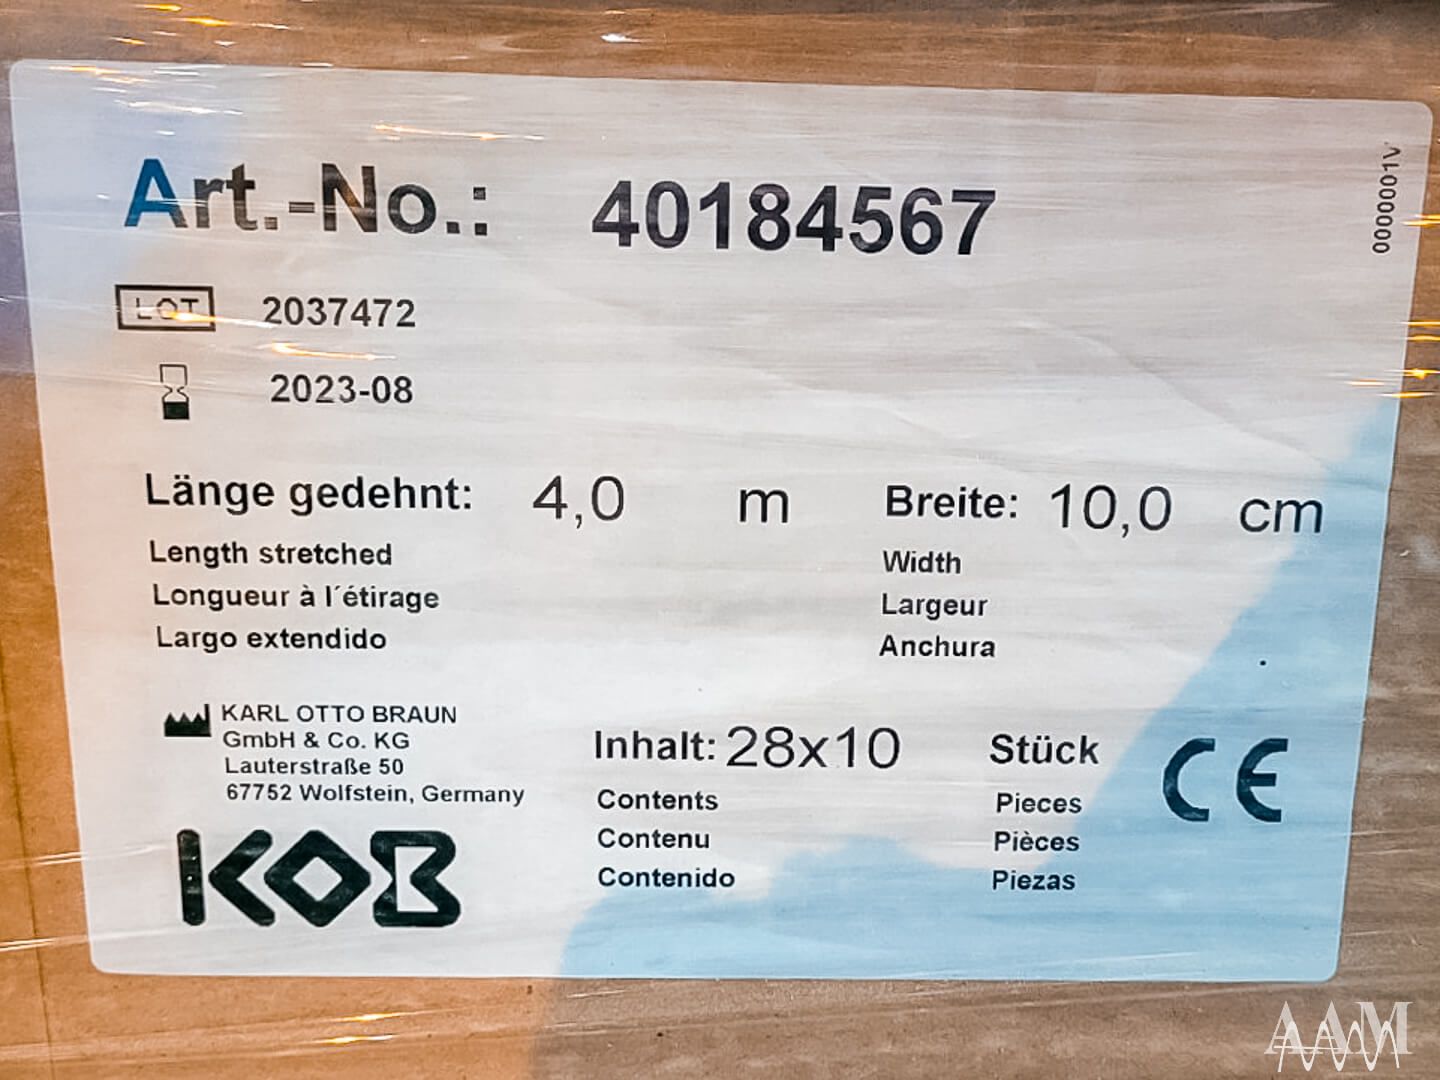 Art.-No.: 40184567
0000001V
LOT 2037472
2023-08
Länge gedehnt: 4,0 m Breite: 10,0 cm
Length stretched Width
Longueur à l´étirage Largeur
Largo extendido Anchura
KARL OTTO BRAUN
GmbH & Co. KG
Lauterstraße 50
67752 Wolfstein, Germany
KOB
Inhalt: 28x10 Stück
Contents Pieces
Contenu Pièces
Contenido Piezas
CE
AAM